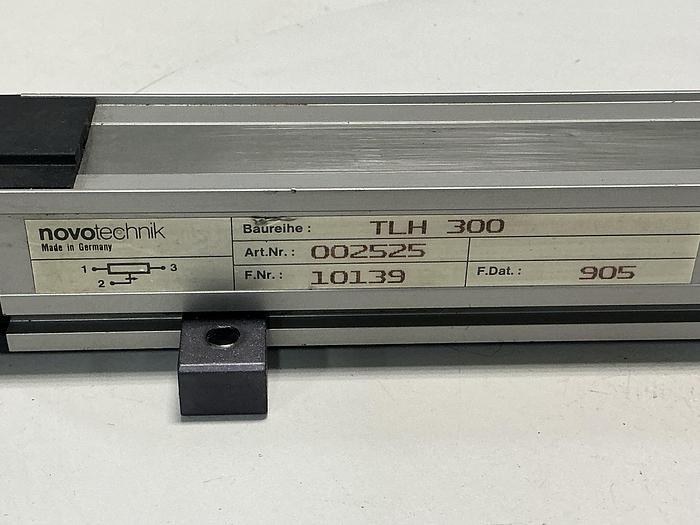 novotechnik
Made in Germany
1 3
2
Baureihe : TLH 300
Art.Nr. : 002525
F.Nr. : 10139 F.Dat. : 905